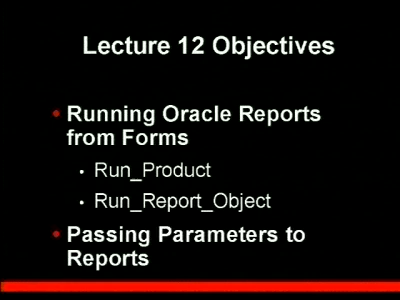 Lecture 12 Objectives
• Running Oracle Reports
from Forms
• Run_Product
• Run_Report_Object
• Passing Parameters to
Reports